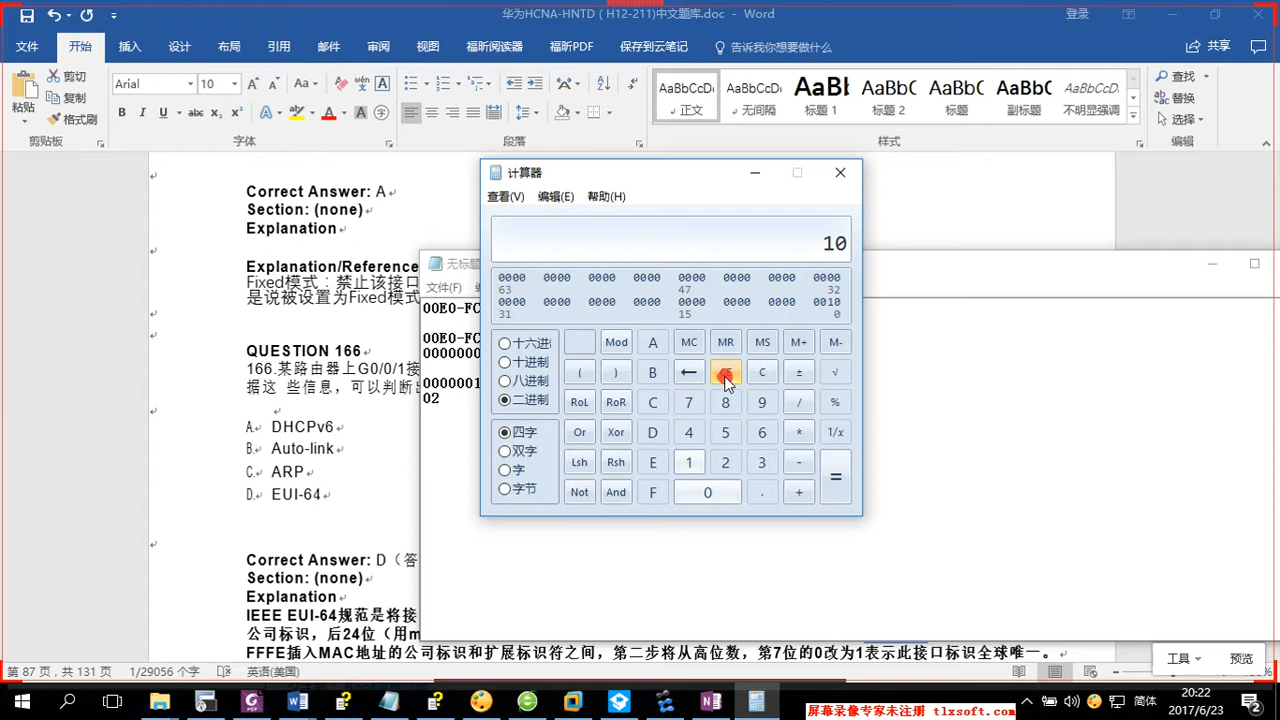 华为HCNA-HNTD（H12-211)中文题库.doc - Word
登录
文件 开始 插入 设计 布局 引用 邮件 审阅 视图 福昕阅读器 福昕PDF 保存到云笔记 告诉我你想要做什么
共享
剪切
复制
格式刷
粘贴
Arial 10
AaBbCcDc AaBbCcDc AaBl AaBb( AaBbC AaBbC AaBbCcDc
正文 无间隔 标题 1 标题 2 标题 副标题 不明显强调
查找
替换
选择
剪贴板 字体 段落 样式 编辑
Correct Answer: A
Section: (none)
Explanation
Explanation/Reference
Fixed模式：禁止该接口
是说被设置为Fixed模式
QUESTION 166
166.某路由器上G0/0/1接
据这 些信息，可以判断出
A. DHCPv6
B. Auto-link
C. ARP
D. EUI-64
Correct Answer: D（答
Section: (none)
Explanation
IEEE EUI-64规范是将接
公司标识，后24位（用m
FFFE插入MAC地址的公司标识和扩展标识符之间，第二步将从高位数，第7位的0改为1表示此接口标识全球唯一。
无标题
文件(F)
00E0-FC
00E0-FC
0000000
0000001
02
计算器
查看(V) 编辑(E) 帮助(H)
10
0000 0000 0000 0000 0000 0000 0000 0000
63 47 32
0000 0000 0000 0000 0000 0000 0000 0010
31 15 0
十六进制
十进制
八进制
二进制
四字
双字
字
字节
Mod A MC MR MS M+ M-
( ) B ← CE C ± √
RoL RoR C 7 8 9 / %
Or Xor D 4 5 6 * 1/x
Lsh Rsh E 1 2 3 - =
Not And F 0 . +
工具 预览
第 87 页，共 131 页 1/29056 个字 英语(美国)
简体
20:22
2017/6/23
2
屏幕录像专家未注册 tlxsoft.com